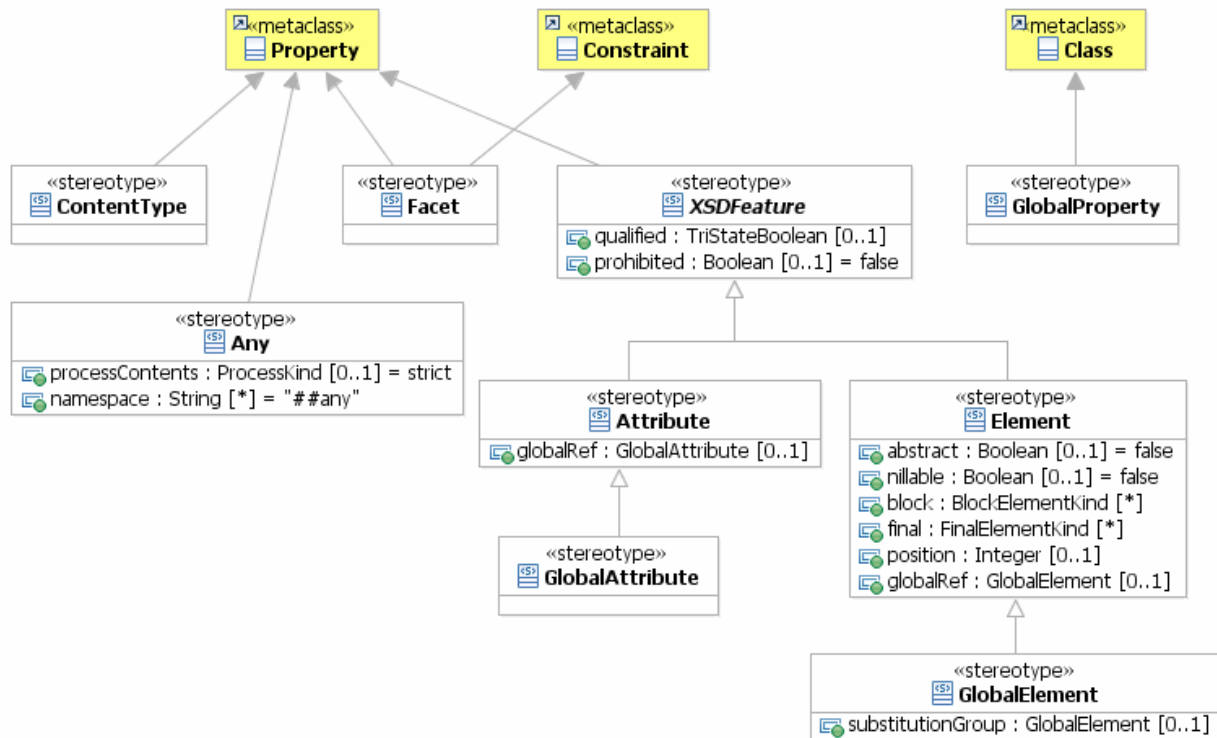 «metaclass»
Property
«metaclass»
Constraint
«metaclass»
Class
«stereotype»
ContentType
«stereotype»
Facet
«stereotype»
XSDFeature
qualified : TriStateBoolean [0..1]
prohibited : Boolean [0..1] = false
«stereotype»
GlobalProperty
«stereotype»
Any
processContents : ProcessKind [0..1] = strict
namespace : String [*] = "##any"
«stereotype»
Attribute
globalRef : GlobalAttribute [0..1]
«stereotype»
Element
abstract : Boolean [0..1] = false
nillable : Boolean [0..1] = false
block : BlockElementKind [*]
final : FinalElementKind [*]
position : Integer [0..1]
globalRef : GlobalElement [0..1]
«stereotype»
GlobalAttribute
«stereotype»
GlobalElement
substitutionGroup : GlobalElement [0..1]